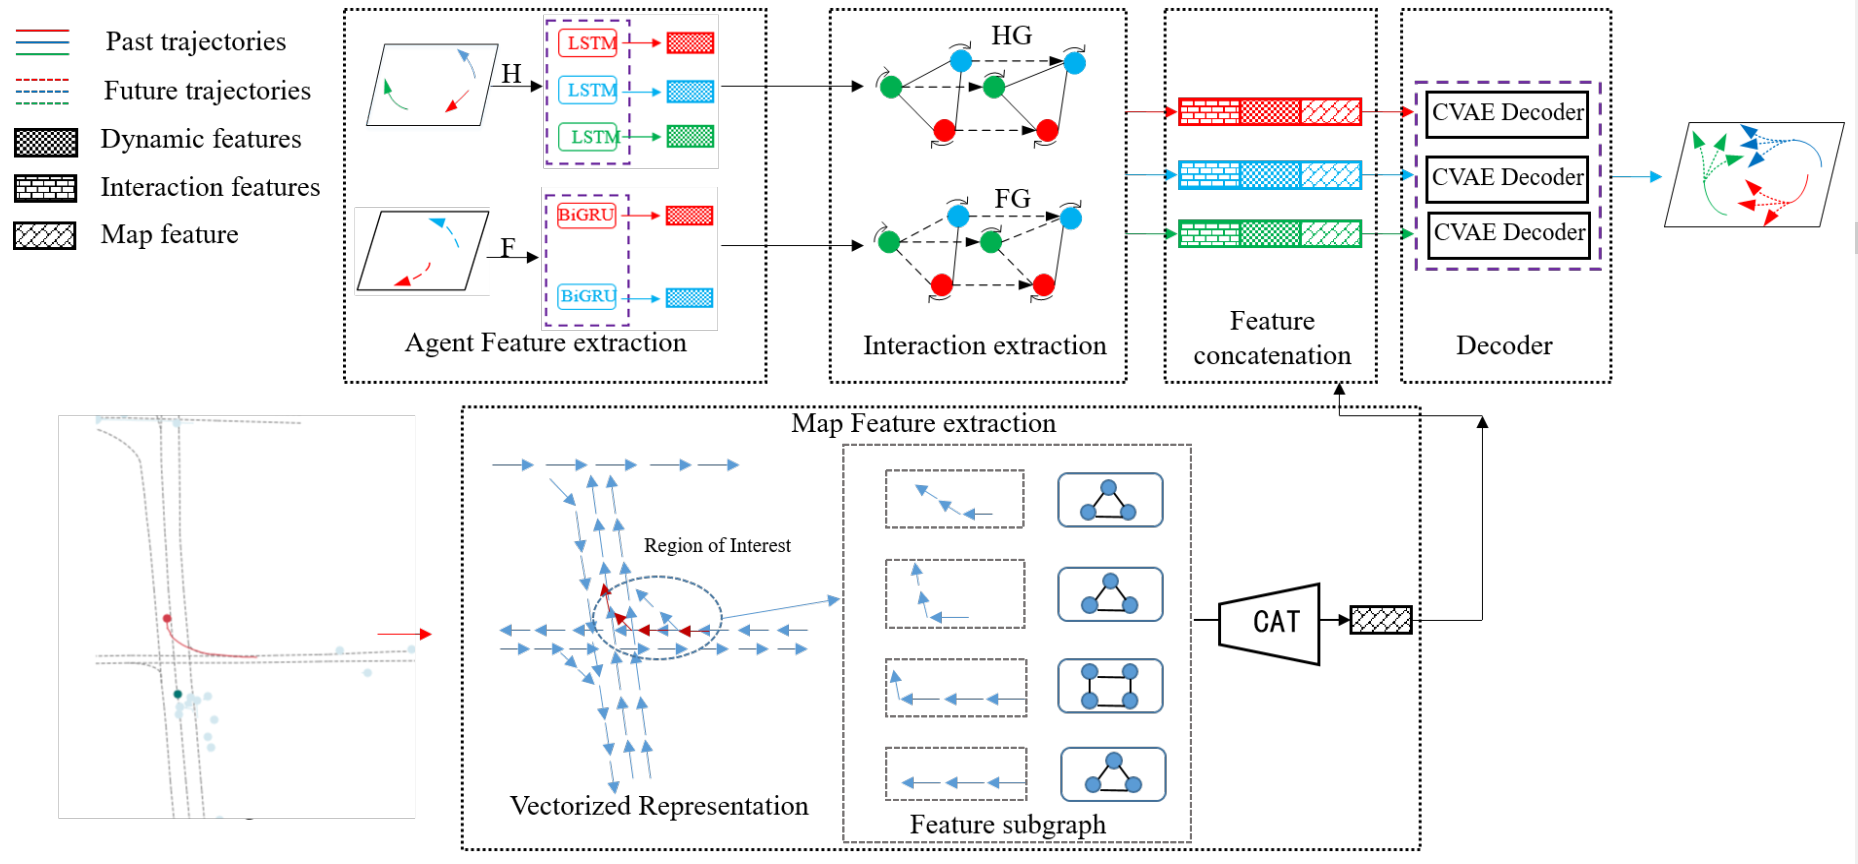 Past trajectories
Future trajectories
Dynamic features
Interaction features
Map feature
H
LSTM
LSTM
LSTM
F
BiGRU
BiGRU
Agent Feature extraction
HG
FG
Interaction extraction
Feature
concatenation
CVAE Decoder
CVAE Decoder
CVAE Decoder
Decoder
Map Feature extraction
Region of Interest
Vectorized Representation
Feature subgraph
CAT